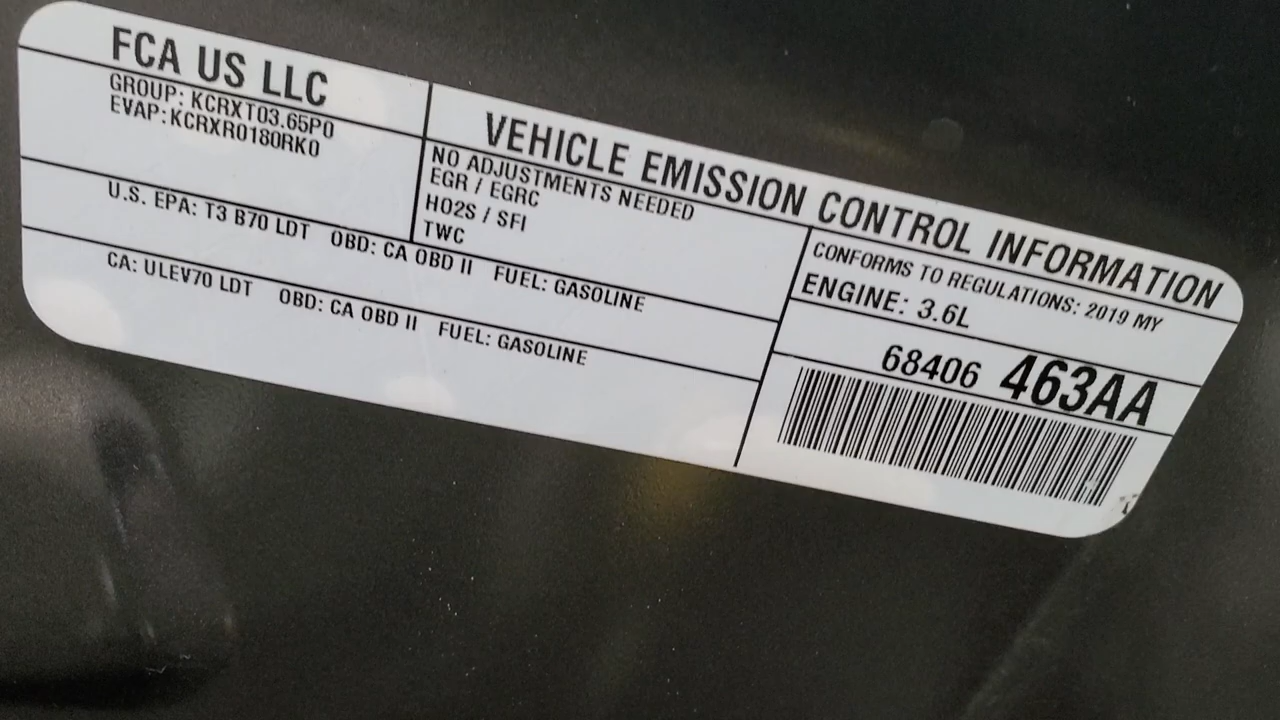 FCA US LLC
GROUP: KCRXT03.65P0
EVAP: KCRXR0180RK0
VEHICLE EMISSION CONTROL INFORMATION
NO ADJUSTMENTS NEEDED
EGR / EGRC
HO2S / SFI
TWC
CONFORMS TO REGULATIONS: 2019 MY
ENGINE: 3.6L
U.S. EPA: T3 B70 LDT OBD: CA OBD II FUEL: GASOLINE
CA: ULEV70 LDT OBD: CA OBD II FUEL: GASOLINE
68406 463AA